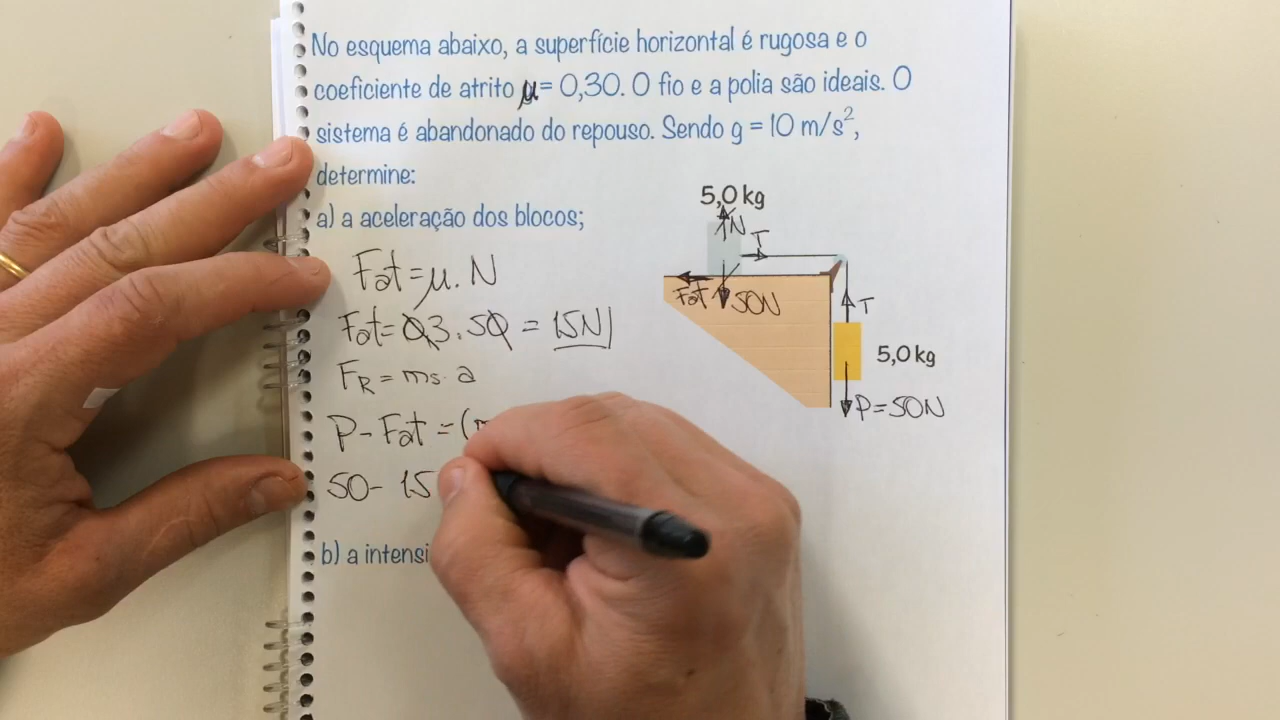 No esquema abaixo, a superfície horizontal é rugosa e o
coeficiente de atrito μ = 0,30. O fio e a polia são ideais. O
sistema é abandonado do repouso. Sendo g = 10 m/s²,
determine:
a) a aceleração dos blocos;
5,0 kg
N
T
Fat
50N
T
5,0 kg
P=50N
Fat = μ. N
Fat = 0,3 . 50 = 15N
FR = ms. a
P - Fat = (
50 - 15
b) a intensi